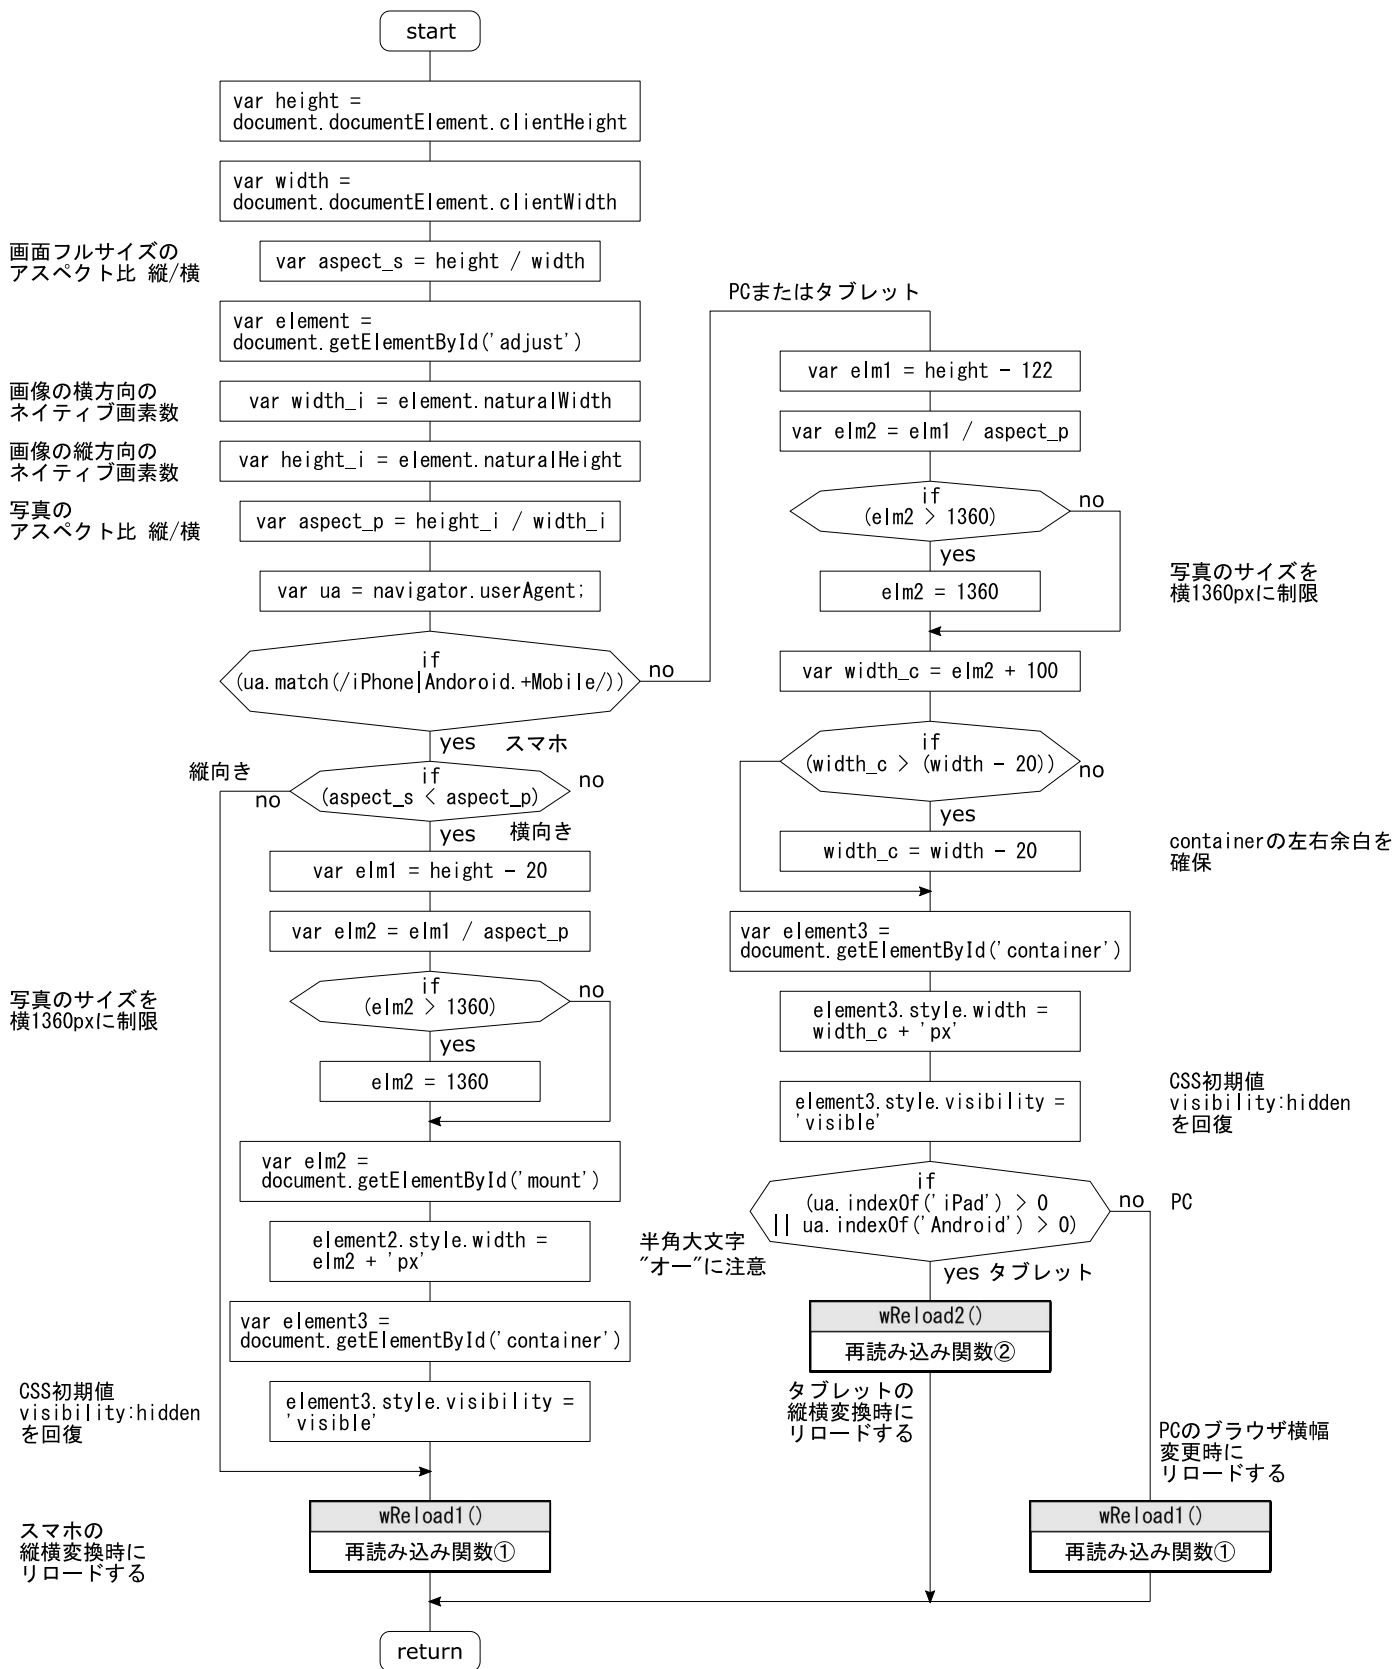 start
var height =
document.documentElement.clientHeight
var width =
document.documentElement.clientWidth
画面フルサイズの
アスペクト比 縦/横
var aspect_s = height / width
var element =
document.getElementById('adjust')
画像の横方向の
ネイティブ画素数
var width_i = element.naturalWidth
画像の縦方向の
ネイティブ画素数
var height_i = element.naturalHeight
写真の
アスペクト比 縦/横
var aspect_p = height_i / width_i
var ua = navigator.userAgent;
if
(ua.match(/iPhone|Andoroid.+Mobile/))
no
yes スマホ
縦向き
no
if
(aspect_s < aspect_p)
no
yes 横向き
var elm1 = height - 20
var elm2 = elm1 / aspect_p
写真のサイズを
横1360pxに制限
if
(elm2 > 1360)
no
yes
elm2 = 1360
var elm2 =
document.getElementById('mount')
element2.style.width =
elm2 + 'px'
var element3 =
document.getElementById('container')
CSS初期値
visibility:hidden
を回復
element3.style.visibility =
'visible'
スマホの
縦横変換時に
リロードする
wReload1()
再読み込み関数①
return
PCまたはタブレット
var elm1 = height - 122
var elm2 = elm1 / aspect_p
if
(elm2 > 1360)
no
yes
elm2 = 1360
写真のサイズを
横1360pxに制限
var width_c = elm2 + 100
if
(width_c > (width - 20))
no
yes
width_c = width - 20
containerの左右余白を
確保
var element3 =
document.getElementById('container')
element3.style.width =
width_c + 'px'
element3.style.visibility =
'visible'
CSS初期値
visibility:hidden
を回復
if
(ua.indexOf('iPad') > 0
|| ua.indexOf('Android') > 0)
no PC
半角大文字
"オー"に注意
yes タブレット
wReload2()
再読み込み関数②
タブレットの
縦横変換時に
リロードする
PCのブラウザ横幅
変更時に
リロードする
wReload1()
再読み込み関数①